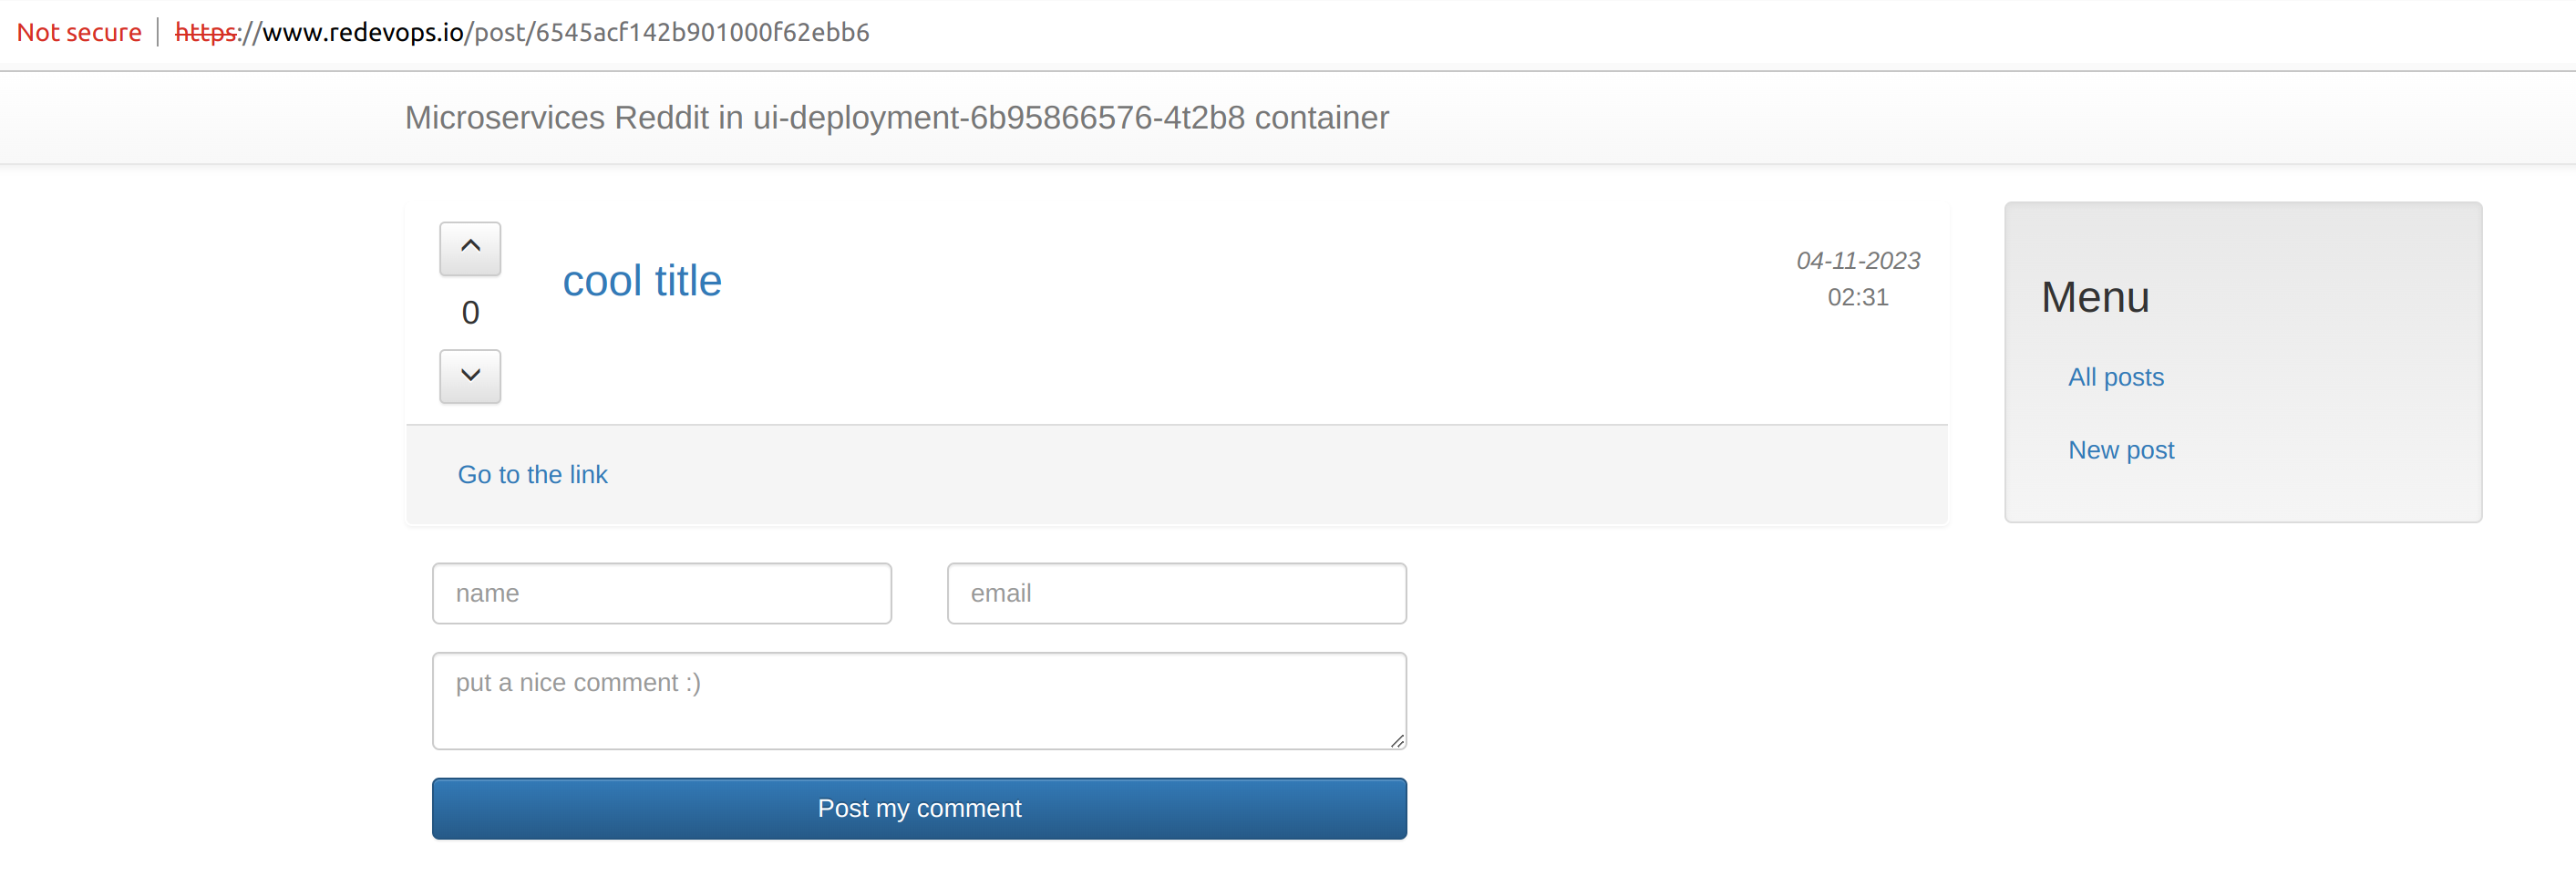 Not secure | https://www.redevops.io/post/6545acf142b901000f62ebb6
Microservices Reddit in ui-deployment-6b95866576-4t2b8 container
0
cool title
04-11-2023
02:31
Go to the link
Menu
All posts
New post
name
email
put a nice comment :)
Post my comment